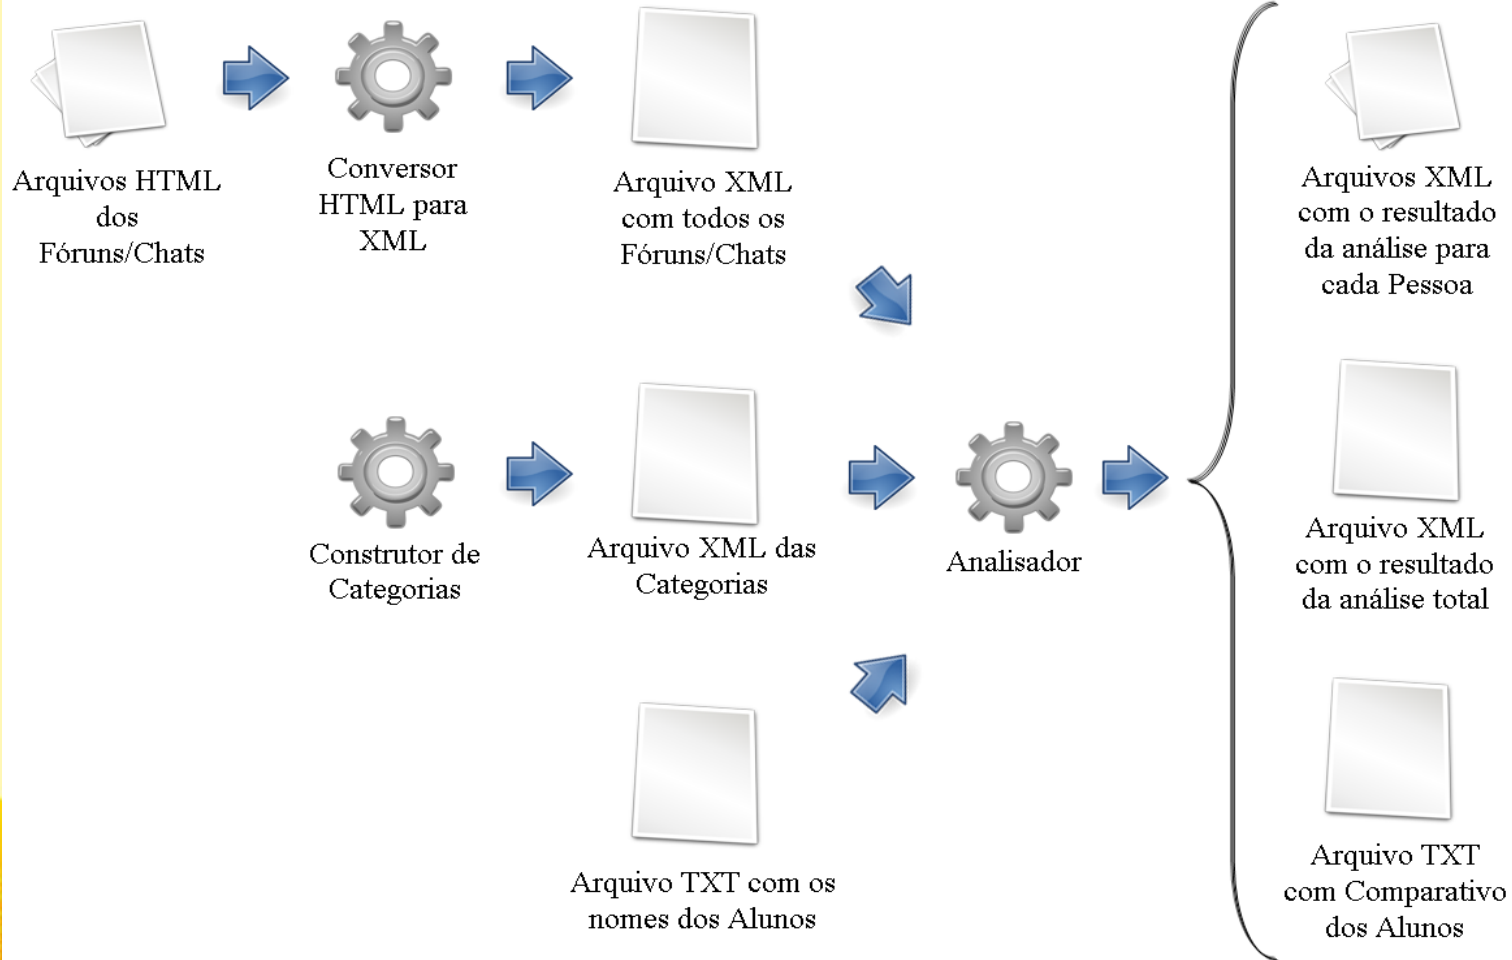 Arquivos HTML
dos
Fóruns/Chats
Conversor
HTML para
XML
Arquivo XML
com todos os
Fóruns/Chats
Construtor de
Categorias
Arquivo XML das
Categorias
Arquivo TXT com os
nomes dos Alunos
Analisador
Arquivos XML
com o resultado
da análise para
cada Pessoa
Arquivo XML
com o resultado
da análise total
Arquivo TXT
com Comparativo
dos Alunos